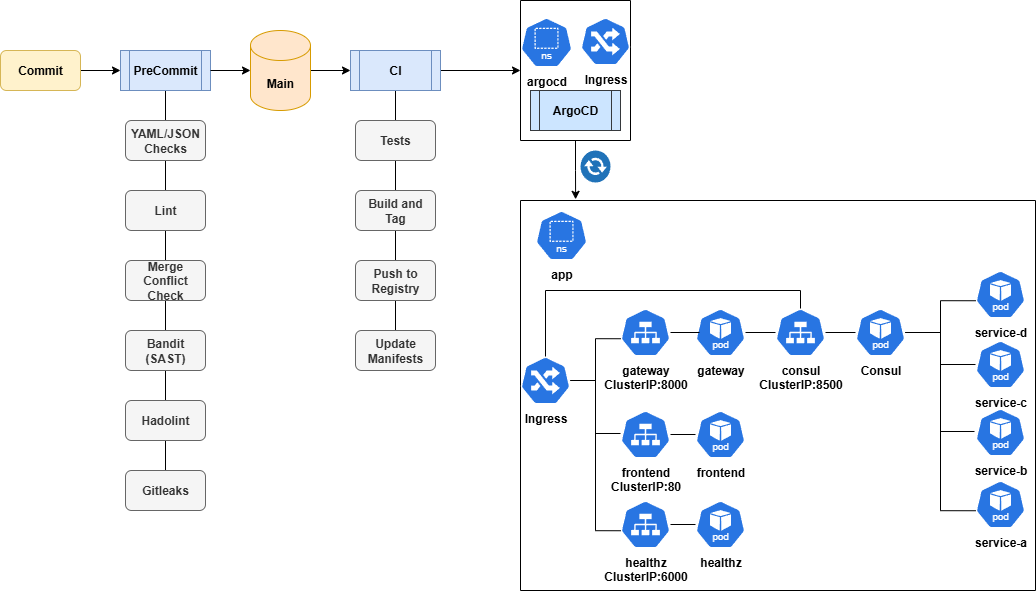 Commit
PreCommit
Main
CI
YAML/JSON
Checks
Lint
Merge
Conflict
Check
Bandit
(SAST)
Hadolint
Gitleaks
Tests
Build and
Tag
Push to
Registry
Update
Manifests
ns
argocd
Ingress
ArgoCD
ns
app
Ingress
gateway
ClusterIP:8000
pod
gateway
consul
ClusterIP:8500
pod
Consul
frontend
ClusterIP:80
pod
frontend
healthz
ClusterIP:6000
pod
healthz
pod
service-d
pod
service-c
pod
service-b
pod
service-a